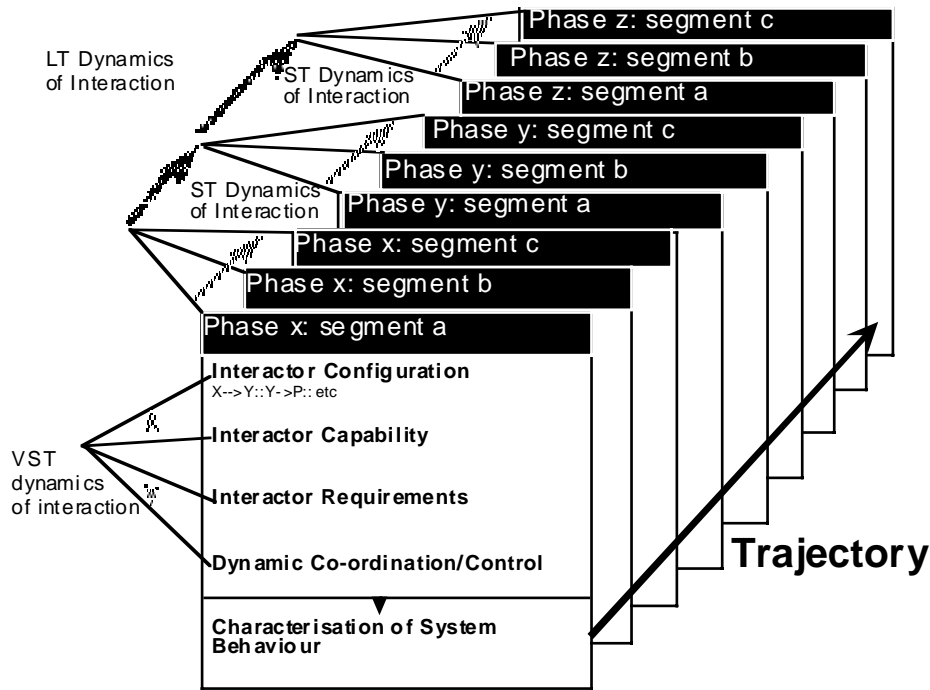 Phase z: segment c
LT Dynamics
of Interaction
Phase z: segment b
ST Dynamics
of Interaction
Phase z: segment a
Phase y: segment c
Phase y: segment b
ST Dynamics
of Interaction
Phase y: segment a
Phase x: segment c
Phase x: segment b
Phase x: segment a
Interactor Configuration
X-->Y::Y->P:: etc
Interactor Capability
VST
dynamics
of interaction
Interactor Requirements
Trajectory
Dynamic Co-ordination/Control
Characterisation of System
Behaviour